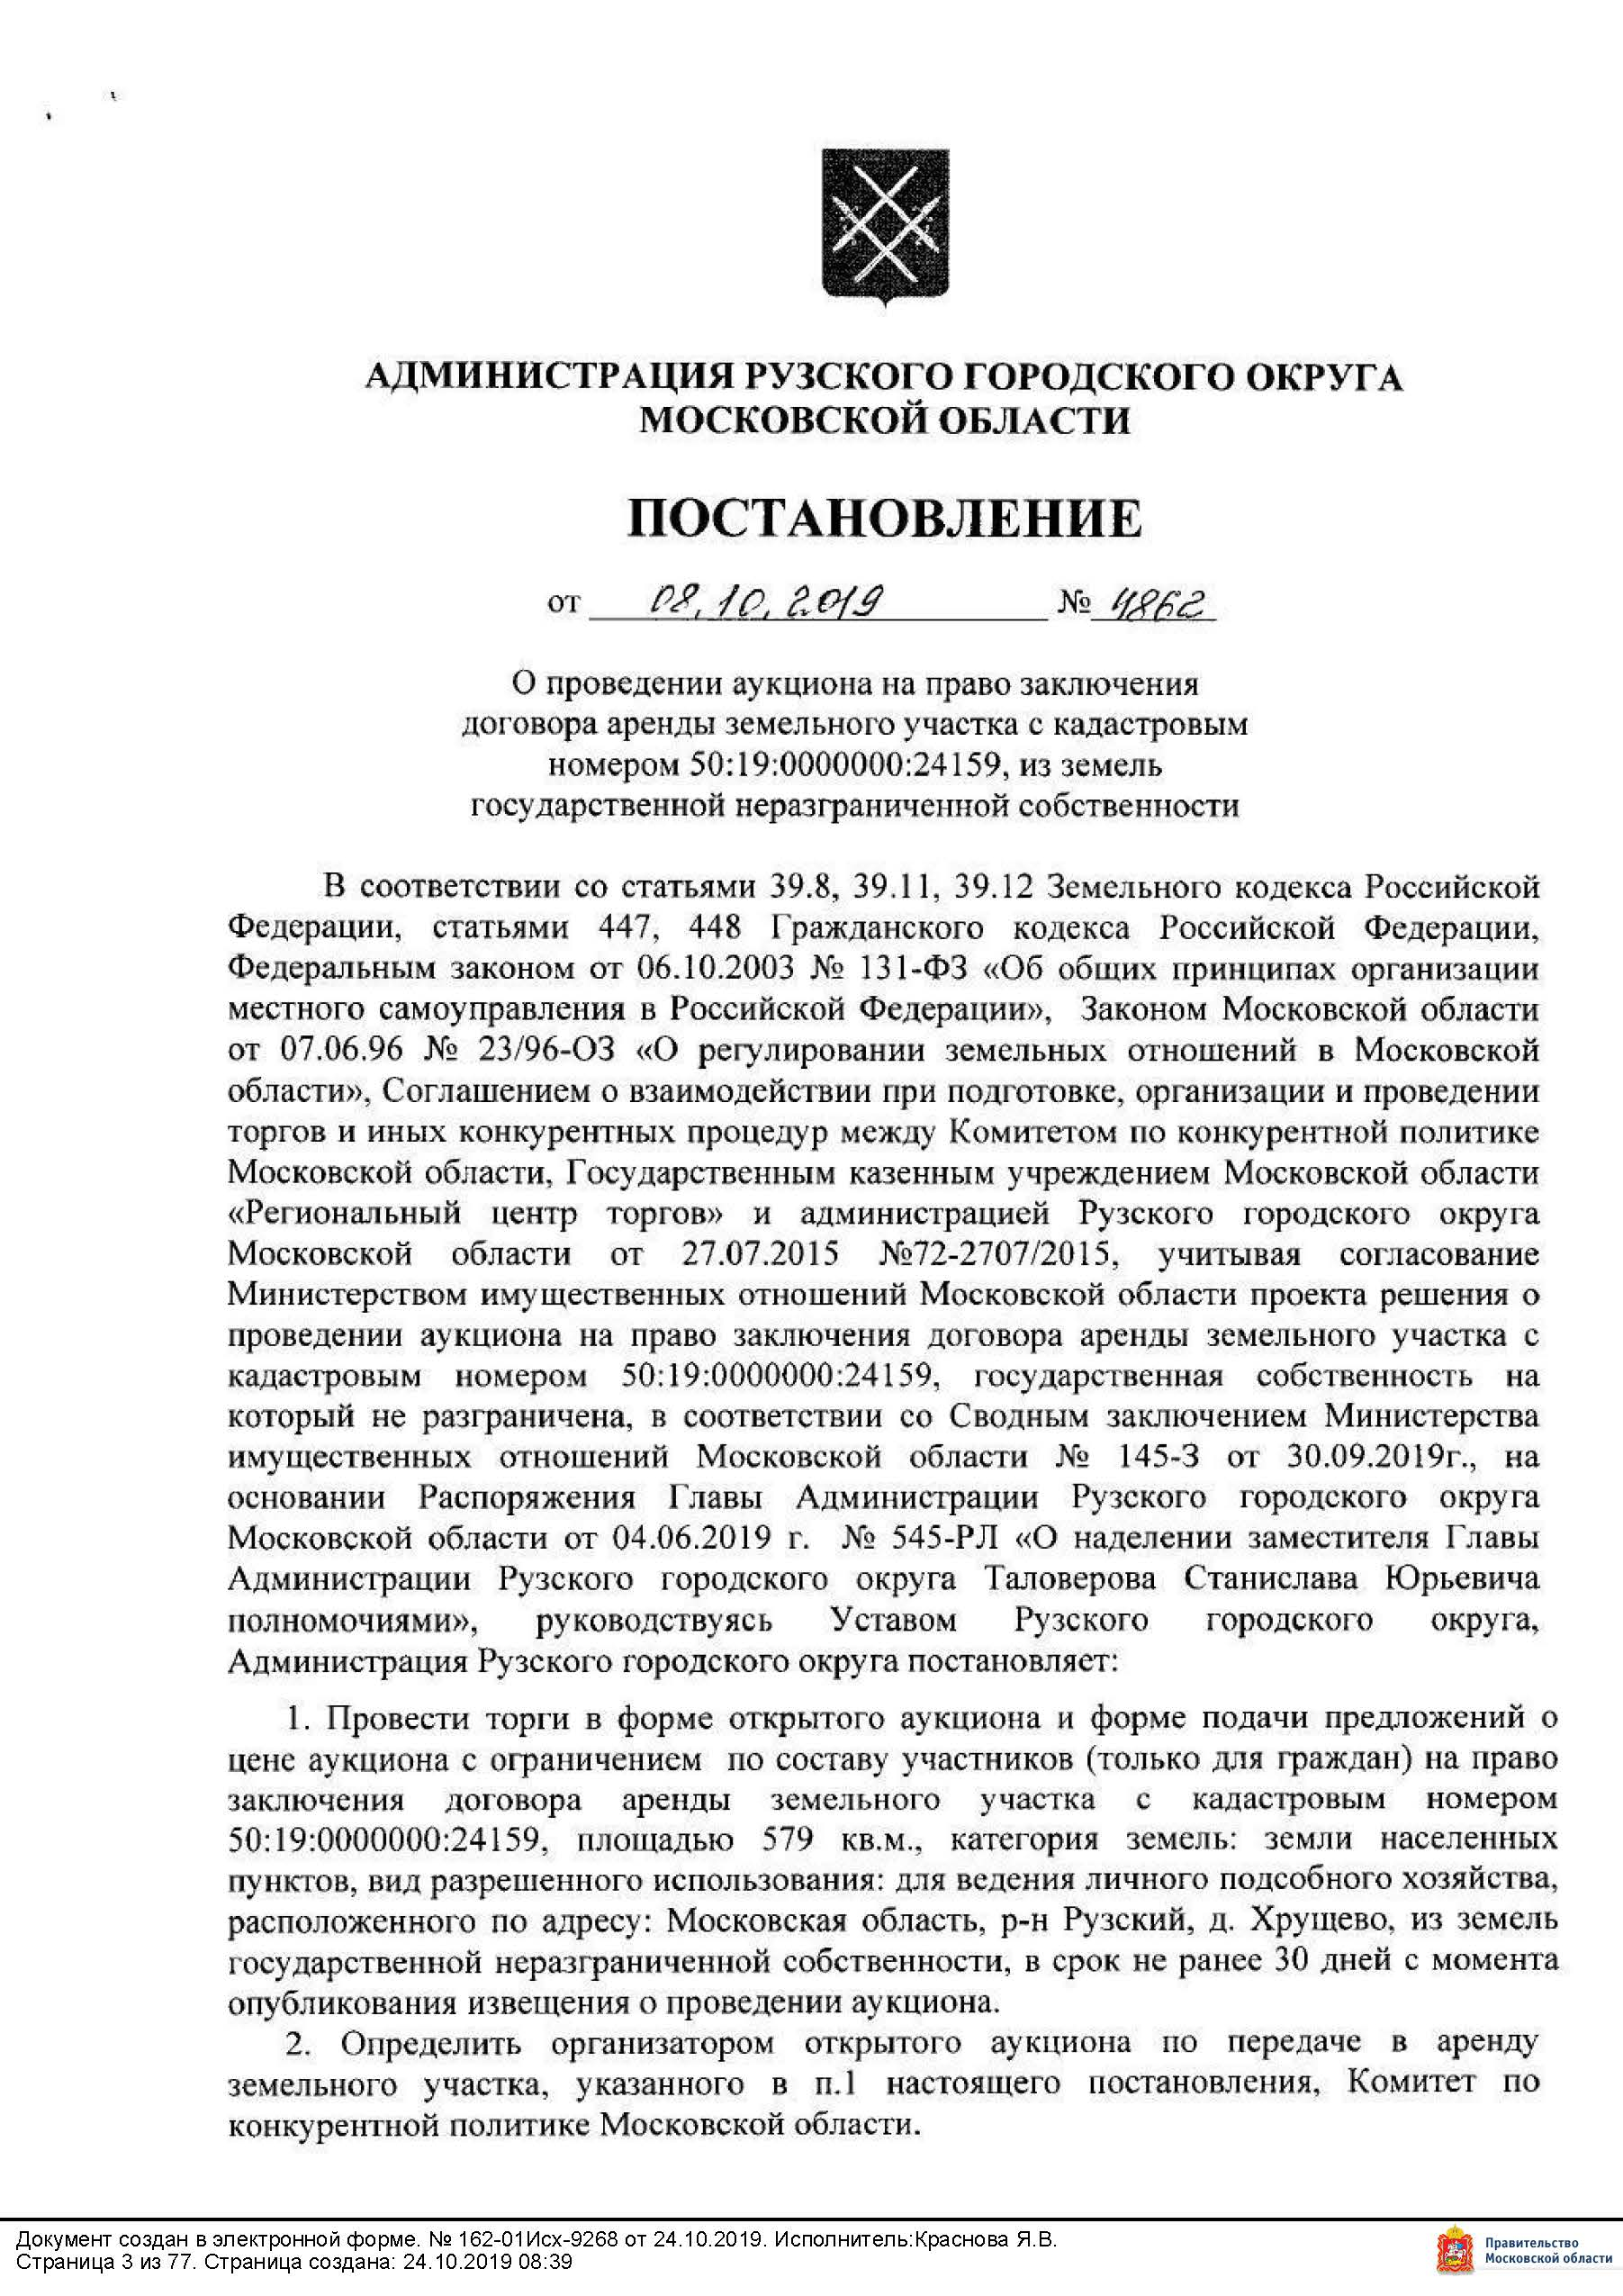 АДМИНИСТРАЦИЯ РУЗСКОГО ГОРОДСКОГО ОКРУГА
МОСКОВСКОЙ ОБЛАСТИ
ПОСТАНОВЛЕНИЕ
от 08.10.2019 № 4862
О проведении аукциона на право заключения
договора аренды земельного участка с кадастровым
номером 50:19:0000000:24159, из земель
государственной неразграниченной собственности
В соответствии со статьями 39.8, 39.11, 39.12 Земельного кодекса Российской
Федерации, статьями 447, 448 Гражданского кодекса Российской Федерации,
Федеральным законом от 06.10.2003 № 131-ФЗ «Об общих принципах организации
местного самоуправления в Российской Федерации», Законом Московской области
от 07.06.96 № 23/96-ОЗ «О регулировании земельных отношений в Московской
области», Соглашением о взаимодействии при подготовке, организации и проведении
торгов и иных конкурентных процедур между Комитетом по конкурентной политике
Московской области, Государственным казенным учреждением Московской области
«Региональный центр торгов» и администрацией Рузского городского округа
Московской области от 27.07.2015 №72-2707/2015, учитывая согласование
Министерством имущественных отношений Московской области проекта решения о
проведении аукциона на право заключения договора аренды земельного участка с
кадастровым номером 50:19:0000000:24159, государственная собственность на
который не разграничена, в соответствии со Сводным заключением Министерства
имущественных отношений Московской области № 145-З от 30.09.2019г., на
основании Распоряжения Главы Администрации Рузского городского округа
Московской области от 04.06.2019 г. № 545-РЛ «О наделении заместителя Главы
Администрации Рузского городского округа Таловерова Станислава Юрьевича
полномочиями», руководствуясь Уставом Рузского городского округа,
Администрация Рузского городского округа постановляет:
1. Провести торги в форме открытого аукциона и форме подачи предложений о
цене аукциона с ограничением по составу участников (только для граждан) на право
заключения договора аренды земельного участка с кадастровым номером
50:19:0000000:24159, площадью 579 кв.м., категория земель: земли населенных
пунктов, вид разрешенного использования: для ведения личного подсобного хозяйства,
расположенного по адресу: Московская область, р-н Рузский, д. Хрущево, из земель
государственной неразграниченной собственности, в срок не ранее 30 дней с момента
опубликования извещения о проведении аукциона.
2. Определить организатором открытого аукциона по передаче в аренду
земельного участка, указанного в п.1 настоящего постановления, Комитет по
конкурентной политике Московской области.
Документ создан в электронной форме. № 162-01Исх-9268 от 24.10.2019. Исполнитель:Краснова Я.В.
Страница 3 из 77. Страница создана: 24.10.2019 08:39
Правительство
Московской области